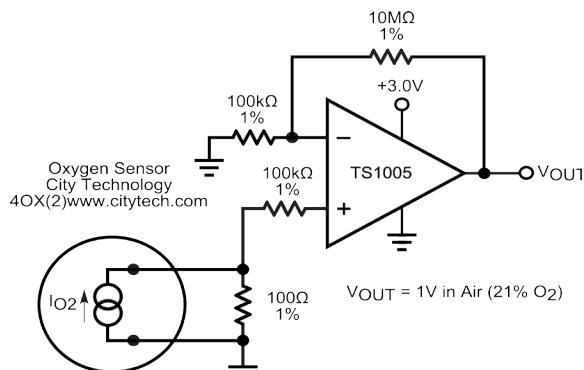 10MΩ
1%
+3.0V
100kΩ
1%
TS1005
VOUT
Oxygen Sensor
City Technology
4OX(2)www.citytech.com
100kΩ
1%
IO2
100Ω
1%
VOUT = 1V in Air (21% O2)